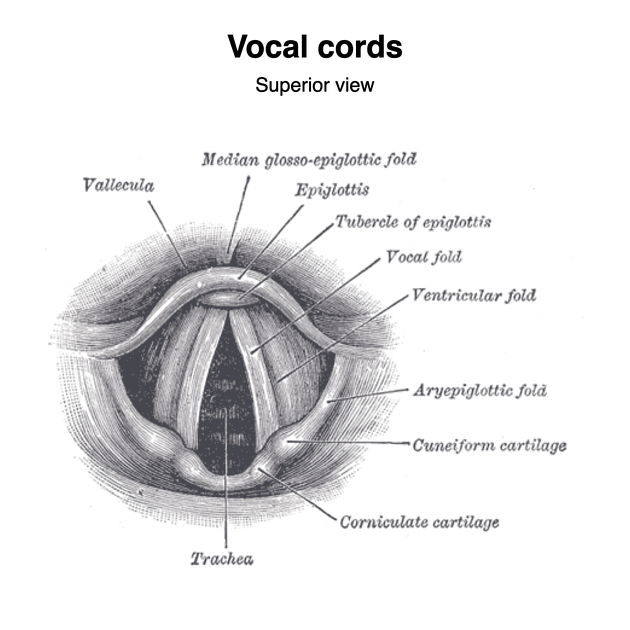 Vocal cords
Superior view
Median glosso-epiglottic fold
Vallecula
Epiglottis
Tubercle of epiglottis
Vocal fold
Ventricular fold
Aryepiglottic fold
Cuneiform cartilage
Corniculate cartilage
Trachea